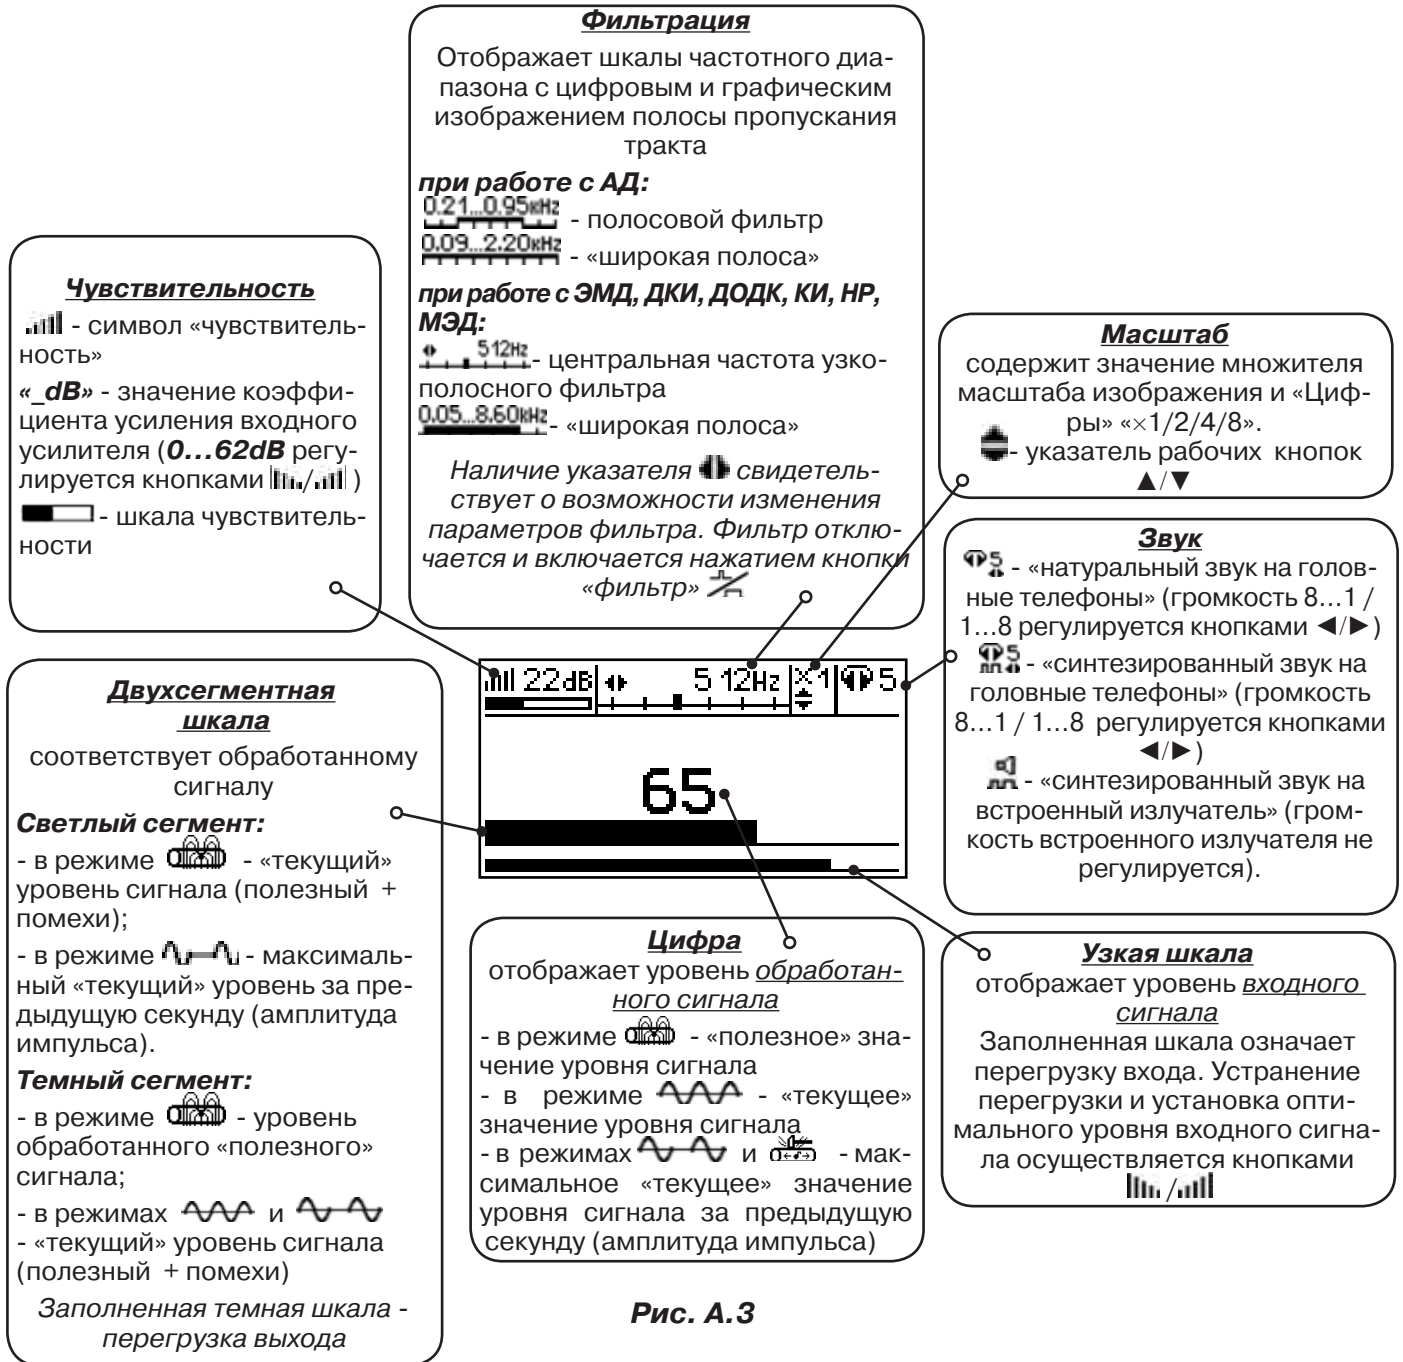 Фильтрация
Отображает шкалы частотного диа-
пазона с цифровым и графическим
изображением полосы пропускания
тракта
при работе с АД:
0.21...0.95кHz - полосовой фильтр
0.09...2.20кHz - «широкая полоса»
при работе с ЭМД, ДКИ, ДОДК, КИ, НР,
МЭД:
512Hz - центральная частота узко-
полосного фильтра
0.05...8.60кHz - «широкая полоса»
Наличие указателя свидетель-
ствует о возможности изменения
параметров фильтра. Фильтр отклю-
чается и включается нажатием кнопки
«фильтр»
Чувствительность
- символ «чувствитель-
ность»
«_dB» - значение коэффи-
циента усиления входного
усилителя (0...62dB регу-
лируется кнопками / )
- шкала чувствитель-
ности
Масштаб
содержит значение множителя
масштаба изображения и «Циф-
ры» «×1/2/4/8».
- указатель рабочих кнопок
▲/▼
Звук
5 - «натуральный звук на голов-
ные телефоны» (громкость 8...1 /
1...8 регулируется кнопками ◄/►)
5 - «синтезированный звук на
головные телефоны» (громкость
8...1 / 1...8 регулируется кнопками
◄/►)
- «синтезированный звук на
встроенный излучатель» (гром-
кость встроенного излучателя не
регулируется).
22dB 512Hz X1 5
65
Двухсегментная
шкала
соответствует обработанному
сигналу
Светлый сегмент:
- в режиме - «текущий»
уровень сигнала (полезный +
помехи);
- в режиме - максималь-
ный «текущий» уровень за пре-
дыдущую секунду (амплитуда
импульса).
Темный сегмент:
- в режиме - уровень
обработанного «полезного»
сигнала;
- в режимах и
- «текущий» уровень сигнала
(полезный + помехи)
Заполненная темная шкала -
перегрузка выхода
Цифра
отображает уровень обработан-
ного сигнала
- в режиме - «полезное» зна-
чение уровня сигнала
- в режиме - «текущее»
значение уровня сигнала
- в режимах и - мак-
симальное «текущее» значение
уровня сигнала за предыдущую
секунду (амплитуда импульса)
Узкая шкала
отображает уровень входного
сигнала
Заполненная шкала означает
перегрузку входа. Устранение
перегрузки и установка опти-
мального уровня входного сигна-
ла осуществляется кнопками
/
Рис. А.3